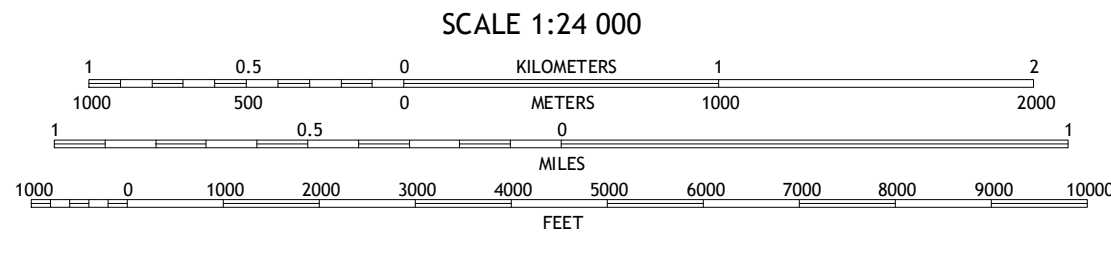 SCALE 1:24 000
1 0.5 0 KILOMETERS 1 2
1000 500 0 METERS 1000 2000
1 0.5 0 1
MILES
1000 0 1000 2000 3000 4000 5000 6000 7000 8000 9000 10000
FEET